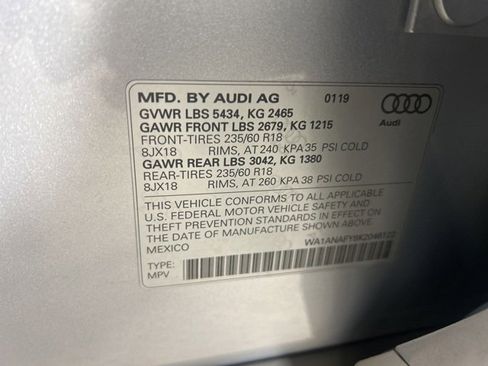 MFD. BY AUDI AG 0119
GVWR LBS 5434, KG 2465
GAWR FRONT LBS 2679, KG 1215
FRONT-TIRES 235/60 R18
8JX18 RIMS, AT 240 KPA 35 PSI COLD
GAWR REAR LBS 3042, KG 1380
REAR-TIRES 235/60 R18
8JX18 RIMS, AT 260 KPA 38 PSI COLD
Audi
THIS VEHICLE CONFORMS TO ALL APPLICABLE
U.S. FEDERAL MOTOR VEHICLE SAFETY AND
THEFT PREVENTION STANDARDS IN EFFECT ON
THE DATE OF MANUFACTURE SHOWN ABOVE.
MEXICO
WA1ANAFY8K2046122
TYPE:
MPV